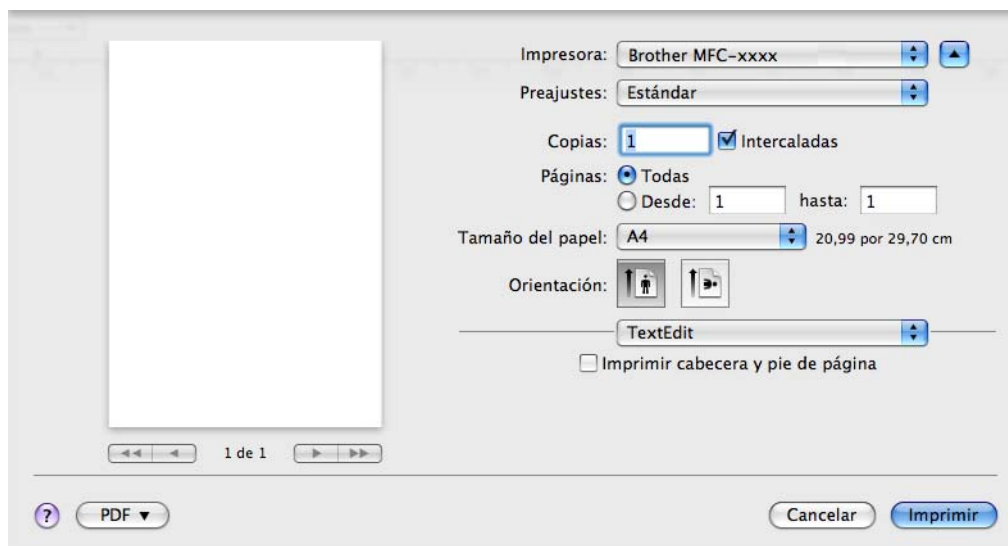 Impresora: Brother MFC-xxxx
Preajustes: Estándar
Copias: 1 Intercaladas
Páginas: Todas
Desde: 1 hasta: 1
Tamaño del papel: A4 20,99 por 29,70 cm
Orientación:
TextEdit
Imprimir cabecera y pie de página
1 de 1
? PDF Cancelar Imprimir